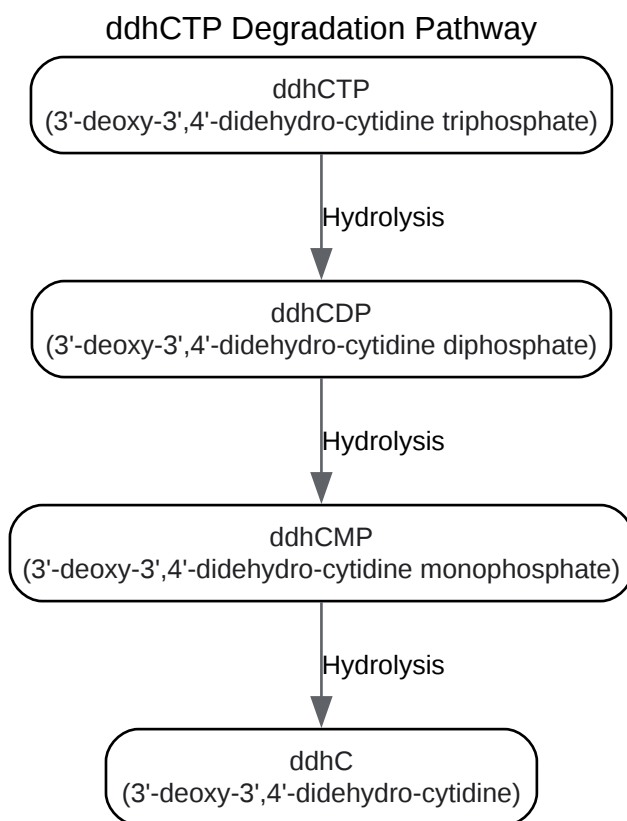 ddhCTP Degradation Pathway
ddhCTP
(3'-deoxy-3',4'-didehydro-cytidine triphosphate)
Hydrolysis
ddhCDP
(3'-deoxy-3',4'-didehydro-cytidine diphosphate)
Hydrolysis
ddhCMP
(3'-deoxy-3',4'-didehydro-cytidine monophosphate)
Hydrolysis
ddhC
(3'-deoxy-3',4'-didehydro-cytidine)